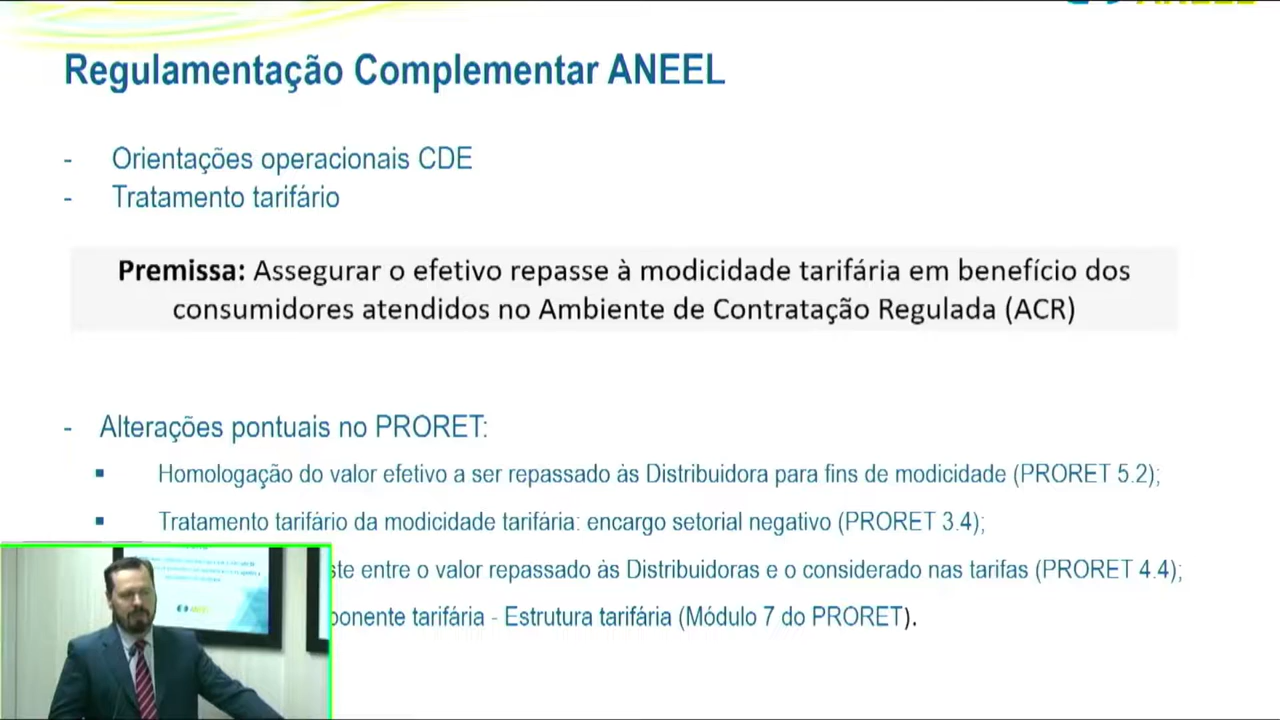 ANEEL
Regulamentação Complementar ANEEL
- Orientações operacionais CDE
- Tratamento tarifário
Premissa: Assegurar o efetivo repasse à modicidade tarifária em benefício dos
consumidores atendidos no Ambiente de Contratação Regulada (ACR)
- Alterações pontuais no PRORET:
▪ Homologação do valor efetivo a ser repassado às Distribuidora para fins de modicidade (PRORET 5.2);
▪ Tratamento tarifário da modicidade tarifária: encargo setorial negativo (PRORET 3.4);
ste entre o valor repassado às Distribuidoras e o considerado nas tarifas (PRORET 4.4);
ponente tarifária - Estrutura tarifária (Módulo 7 do PRORET).
ANEEL